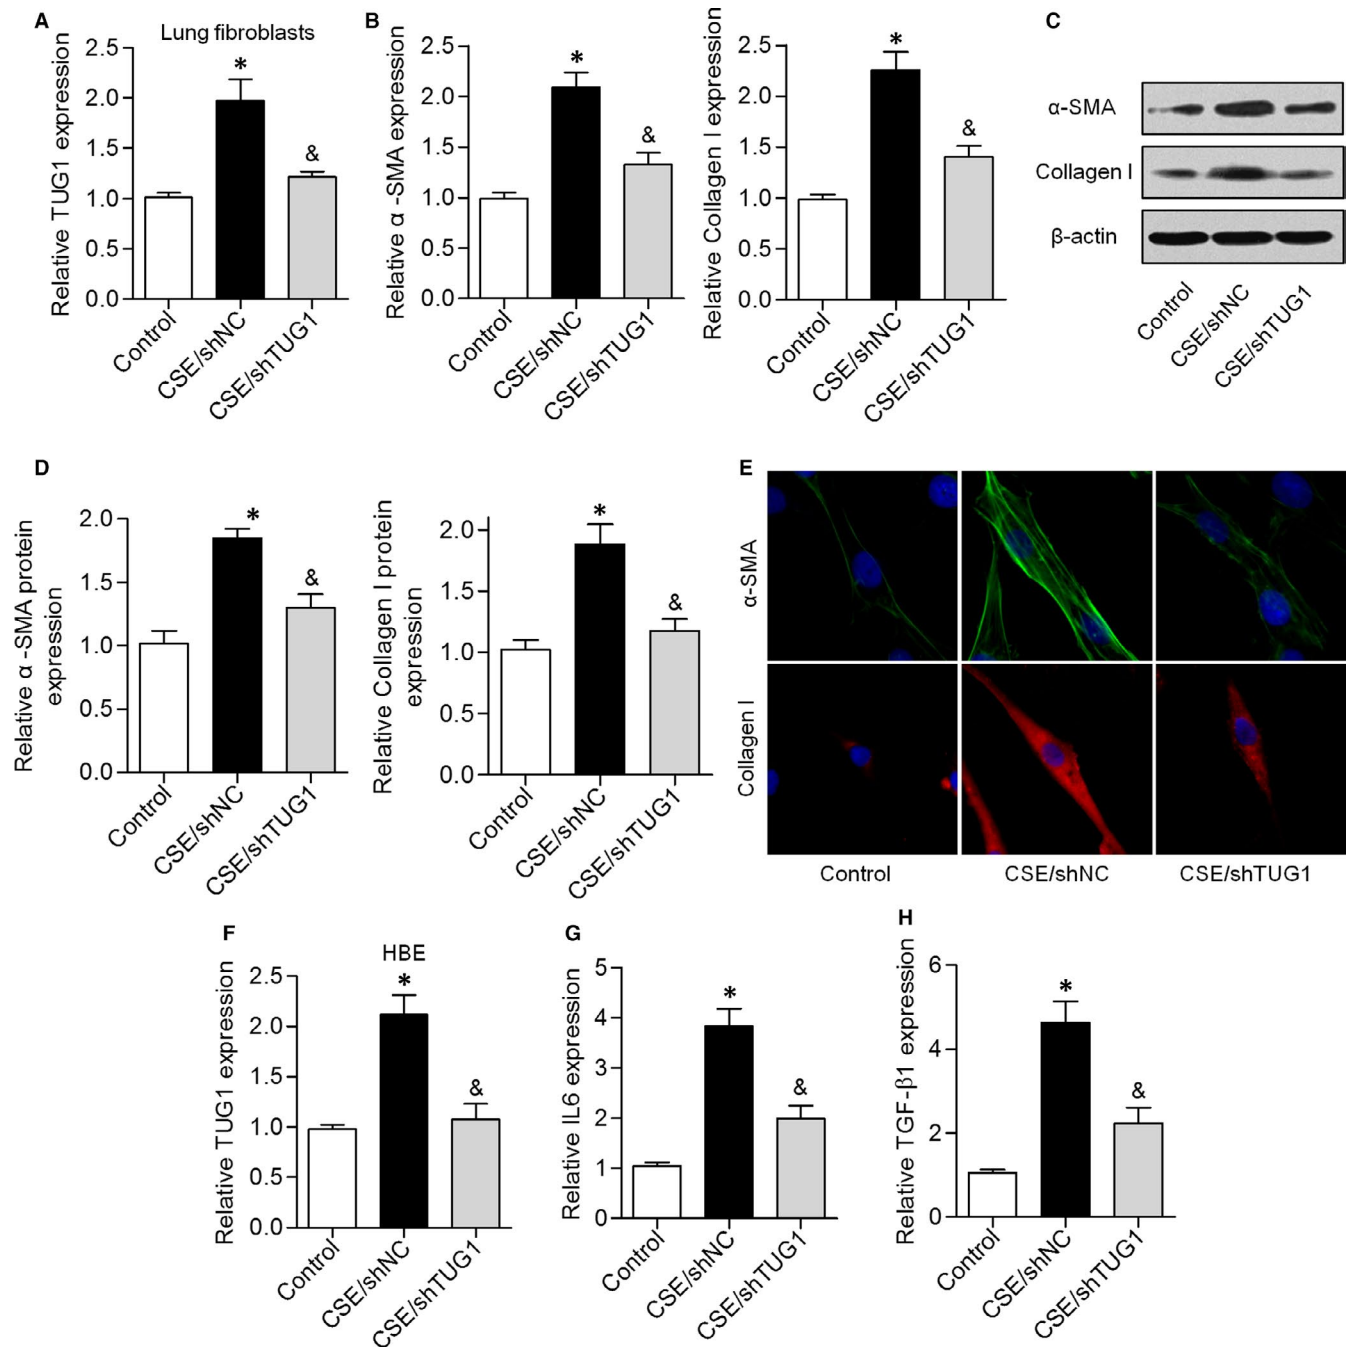 A
Lung fibroblasts
Relative TUG1 expression
2.5
2.0
1.5
1.0
0.5
0.0
*
&
Control
CSE/shNC
CSE/shTUG1
B
Relative α -SMA expression
2.5
2.0
1.5
1.0
0.5
0.0
*
&
Control
CSE/shNC
CSE/shTUG1
Relative Collagen I expression
2.5
2.0
1.5
1.0
0.5
0.0
*
&
Control
CSE/shNC
CSE/shTUG1
C
α-SMA
Collagen I
β-actin
Control
CSE/shNC
CSE/shTUG1
D
Relative α -SMA protein
expression
2.0
1.5
1.0
0.5
0.0
*
&
Control
CSE/shNC
CSE/shTUG1
Relative Collagen I protein
expression
2.0
1.5
1.0
0.5
0.0
*
&
Control
CSE/shNC
CSE/shTUG1
E
α-SMA
Collagen I
Control
CSE/shNC
CSE/shTUG1
F
HBE
Relative TUG1 expression
2.5
2.0
1.5
1.0
0.5
0.0
*
&
Control
CSE/shNC
CSE/shTUG1
G
Relative IL6 expression
5
4
3
2
1
0
*
&
Control
CSE/shNC
CSE/shTUG1
H
Relative TGF-β1 expression
6
4
2
0
*
&
Control
CSE/shNC
CSE/shTUG1